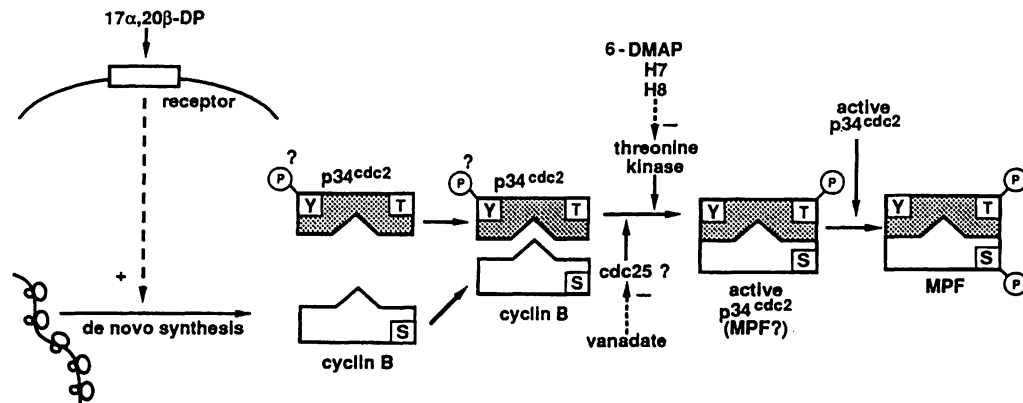 17α,20β-DP
receptor
+
de novo synthesis
?
P
p34cdc2
Y T
S
cyclin B
?
P
p34cdc2
Y T
S
cyclin B
6-DMAP
H7
H8
–
threonine
kinase
cdc25 ?
–
vanadate
P
Y T
S
active
p34cdc2
(MPF?)
active
p34cdc2
P
Y T
S
P
MPF